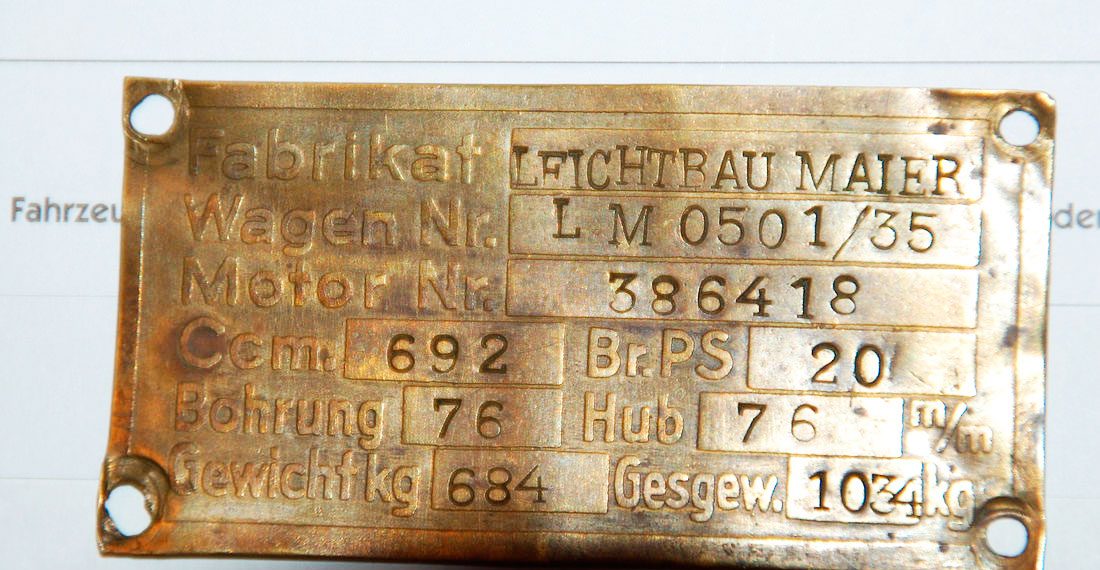 Fabrikat LEICHTBAU MAIER
Wagen Nr. L M 0501/35
Motor Nr. 386418
Ccm. 692 Br.PS 20
Bohrung 76 Hub 76 m/m
Gewicht kg 684 Gesgew. 1034 kg